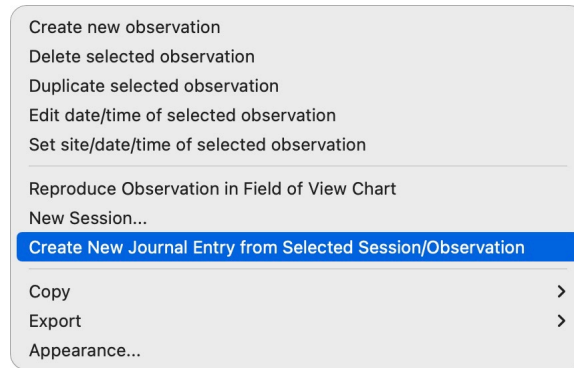 Create new observation
Delete selected observation
Duplicate selected observation
Edit date/time of selected observation
Set site/date/time of selected observation
Reproduce Observation in Field of View Chart
New Session...
Create New Journal Entry from Selected Session/Observation
Copy
Export
Appearance...